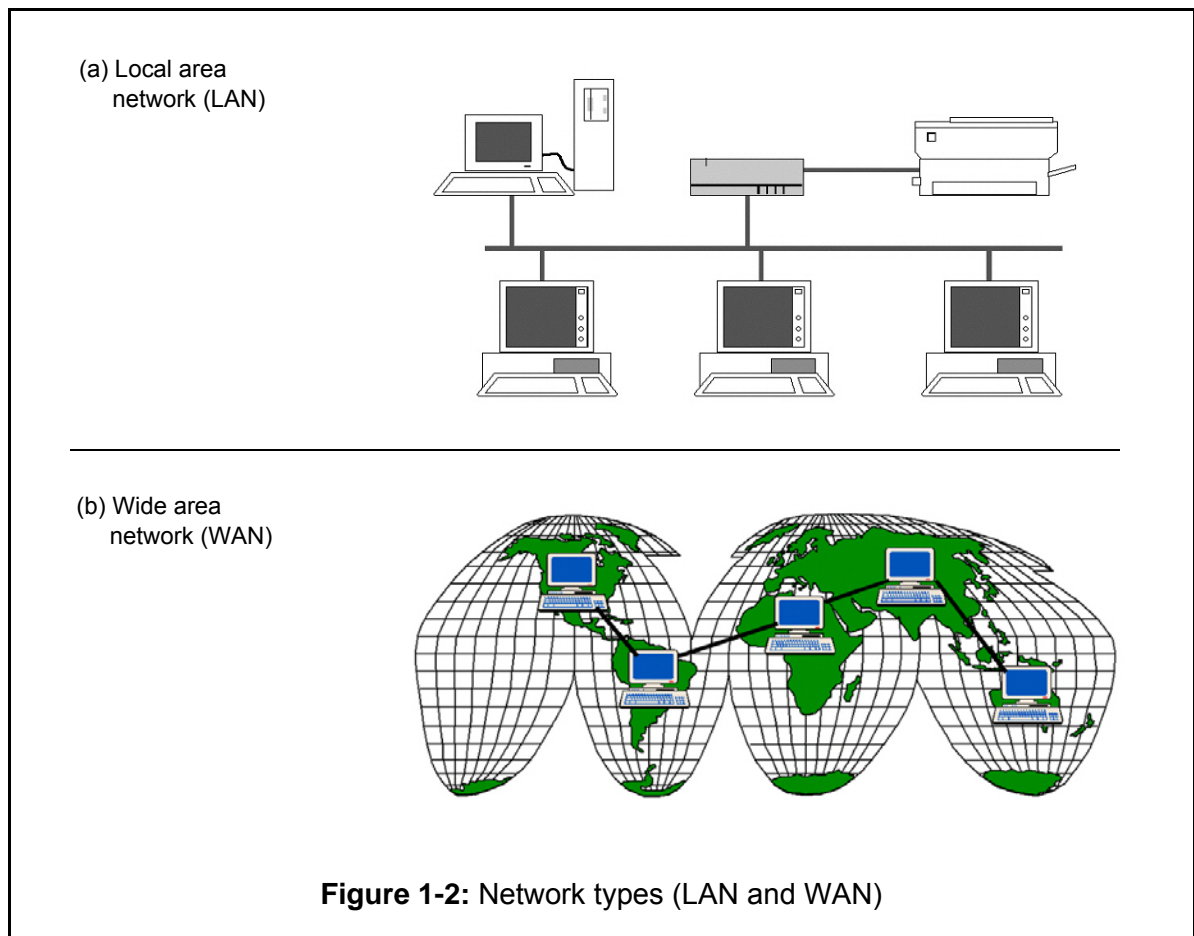 (a) Local area
network (LAN)
(b) Wide area
network (WAN)
Figure 1-2: Network types (LAN and WAN)